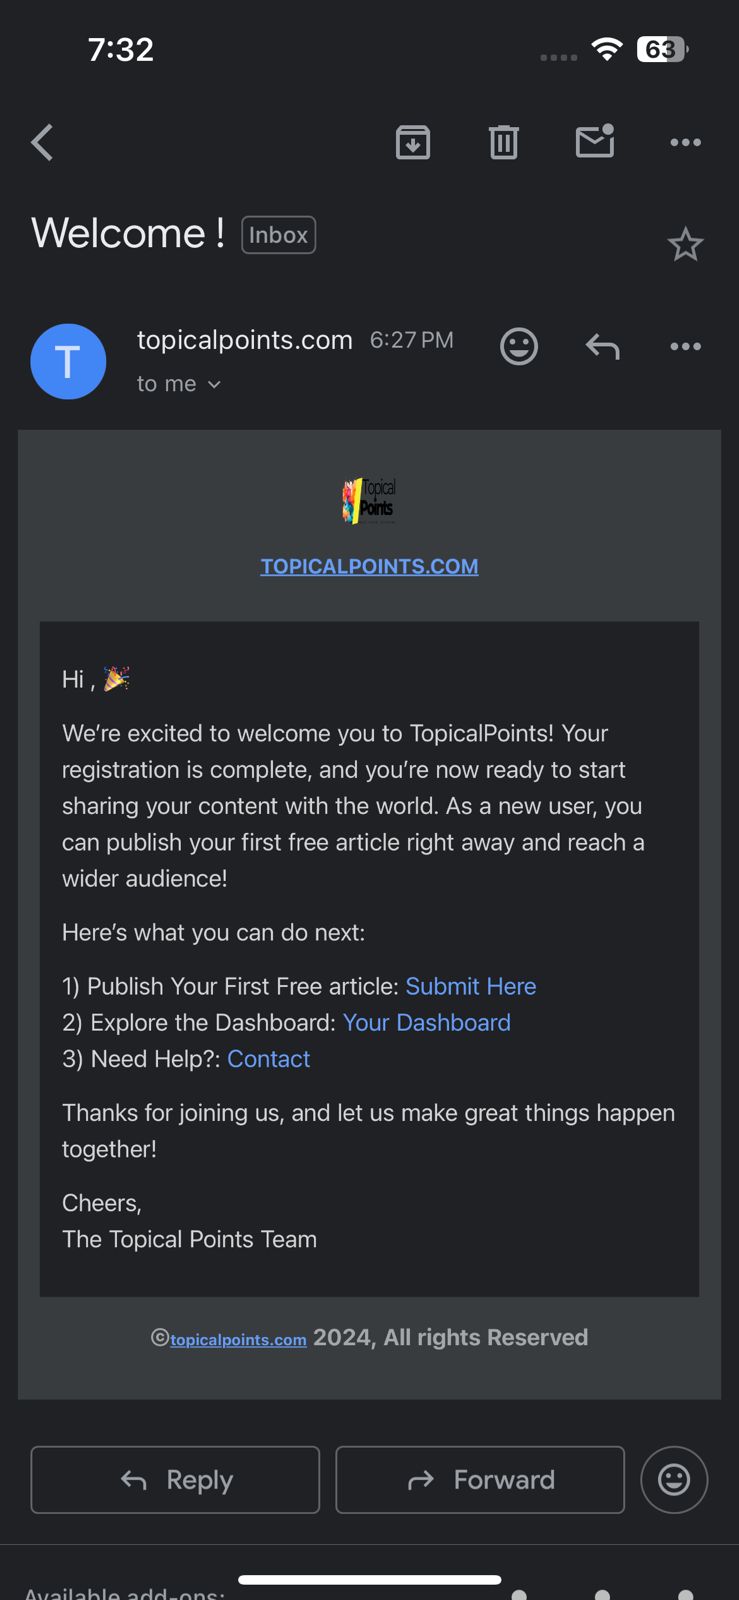 7:32
63
Welcome ! Inbox
topicalpoints.com 6:27 PM
to me
T
Topical
Points
TOPICALPOINTS.COM
Hi , 🎉
We’re excited to welcome you to TopicalPoints! Your
registration is complete, and you’re now ready to start
sharing your content with the world. As a new user, you
can publish your first free article right away and reach a
wider audience!
Here’s what you can do next:
1) Publish Your First Free article: Submit Here
2) Explore the Dashboard: Your Dashboard
3) Need Help?: Contact
Thanks for joining us, and let us make great things happen
together!
Cheers,
The Topical Points Team
©topicalpoints.com 2024, All rights Reserved
Reply
Forward
Available add-ons: